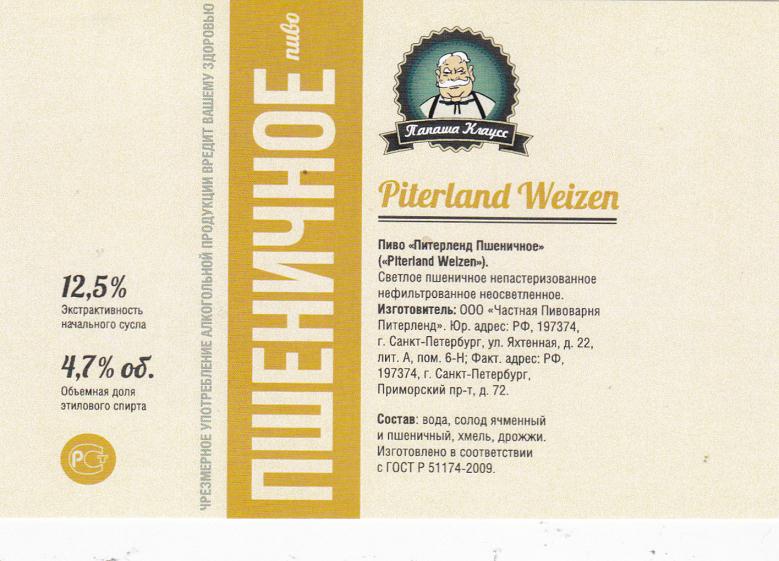 12,5%
Экстрактивность
начального сусла
4,7% об.
Объемная доля
этилового спирта
РСТ
ЧРЕЗМЕРНОЕ УПОТРЕБЛЕНИЕ АЛКОГОЛЬНОЙ ПРОДУКЦИИ ВРЕДИТ ВАШЕМУ ЗДОРОВЬЮ
ПШЕНИЧНОЕ пиво
Папаша Клаусс
Piterland Weizen
Пиво «Питерленд Пшеничное»
(«Piterland Weizen»).
Светлое пшеничное непастеризованное
нефильтрованное неосветленное.
Изготовитель: ООО «Частная Пивоварня
Питерленд». Юр. адрес: РФ, 197374,
г. Санкт-Петербург, ул. Яхтенная, д. 22,
лит. А, пом. 6-Н; Факт. адрес: РФ,
197374, г. Санкт-Петербург,
Приморский пр-т, д. 72.
Состав: вода, солод ячменный
и пшеничный, хмель, дрожжи.
Изготовлено в соответствии
с ГОСТ Р 51174-2009.